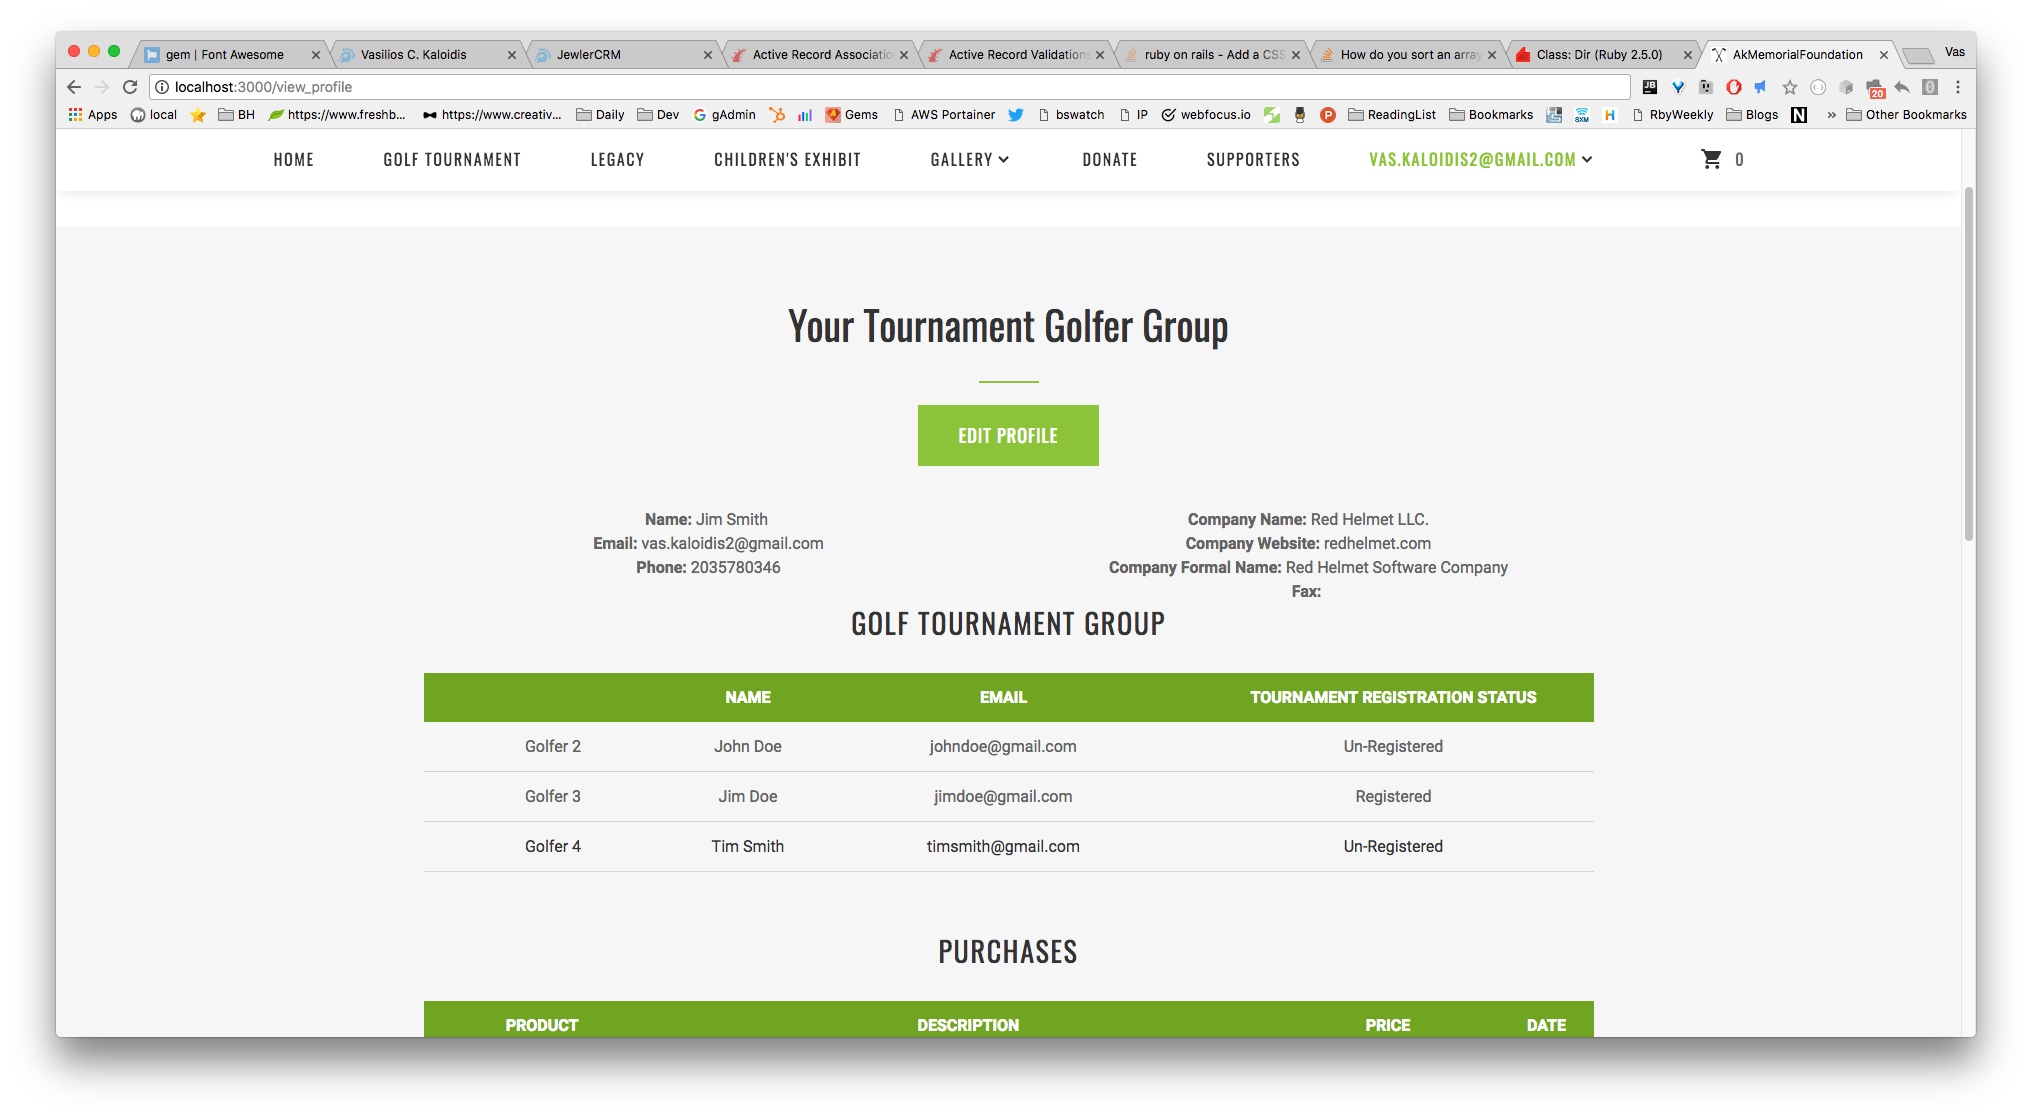 gem | Font Awesome
Vasilios C. Kaloidis
JewlerCRM
Active Record Associatio
Active Record Validations
ruby on rails - Add a CSS
How do you sort an array
Class: Dir (Ruby 2.5.0)
AkMemorialFoundation
Vas
localhost:3000/view_profile
JB
20
0
Apps
local
BH
https://www.freshb...
https://www.creativ...
Daily
Dev
gAdmin
Gems
AWS Portainer
bswatch
IP
webfocus.io
ReadingList
Bookmarks
SXM
H
RbyWeekly
Blogs
N
»
Other Bookmarks
HOME
GOLF TOURNAMENT
LEGACY
CHILDREN'S EXHIBIT
GALLERY
DONATE
SUPPORTERS
VAS.KALOIDIS2@GMAIL.COM
0
Your Tournament Golfer Group
EDIT PROFILE
Name: Jim Smith
Email: vas.kaloidis2@gmail.com
Phone: 2035780346
Company Name: Red Helmet LLC.
Company Website: redhelmet.com
Company Formal Name: Red Helmet Software Company
Fax:
GOLF TOURNAMENT GROUP
NAME EMAIL TOURNAMENT REGISTRATION STATUS
Golfer 2 John Doe johndoe@gmail.com Un-Registered
Golfer 3 Jim Doe jimdoe@gmail.com Registered
Golfer 4 Tim Smith timsmith@gmail.com Un-Registered
PURCHASES
PRODUCT DESCRIPTION PRICE DATE